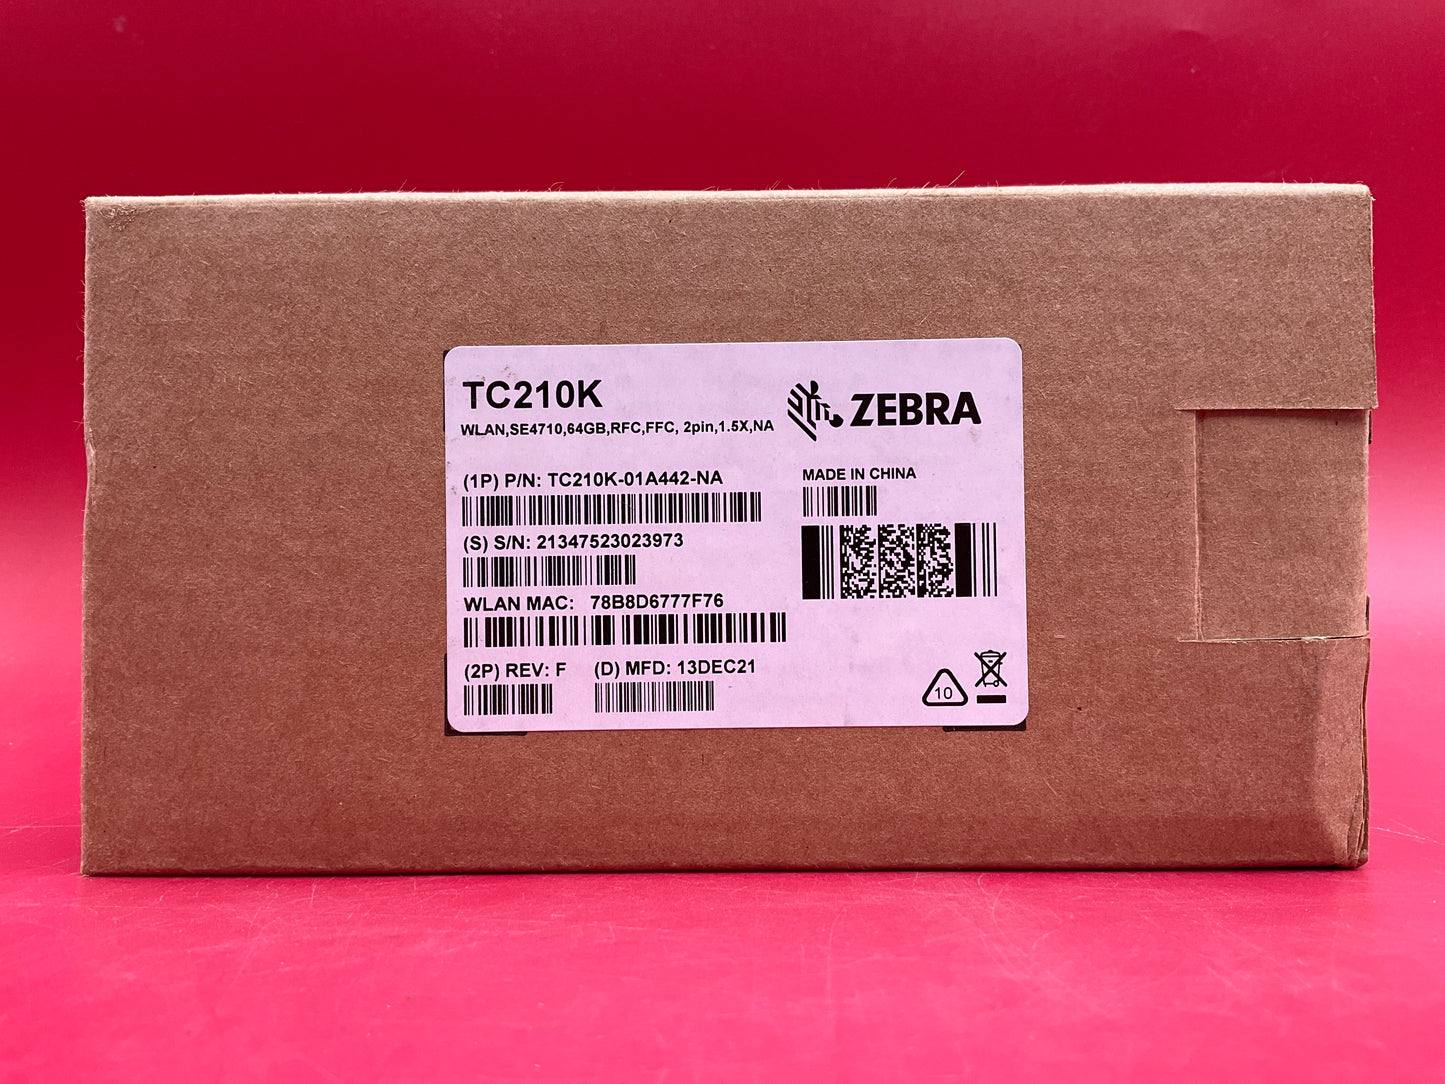 TC210K
WLAN,SE4710,64GB,RFC,FFC, 2pin,1.5X,NA
ZEBRA
(1P) P/N: TC210K-01A442-NA
MADE IN CHINA
(S) S/N: 21347523023973
WLAN MAC: 78B8D6777F76
(2P) REV: F (D) MFD: 13DEC21
10